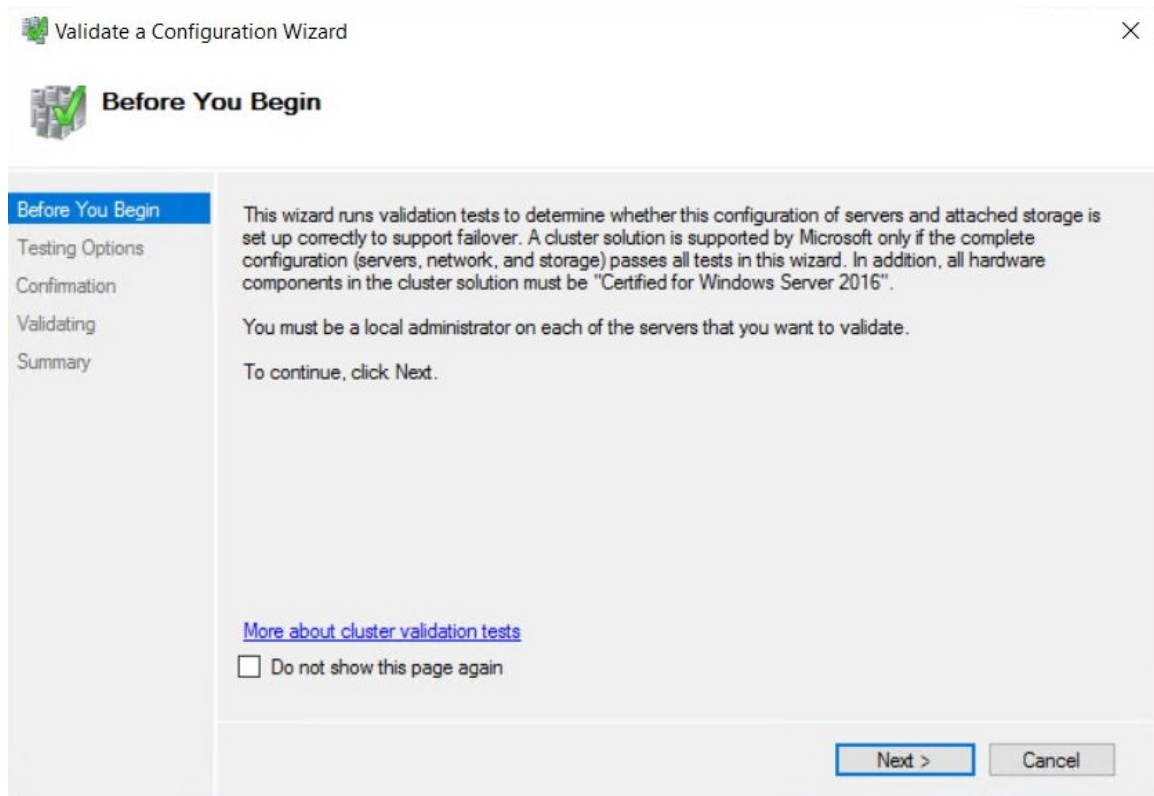 Validate a Configuration Wizard
Before You Begin
Before You Begin
Testing Options
Confirmation
Validating
Summary
This wizard runs validation tests to determine whether this configuration of servers and attached storage is
set up correctly to support failover. A cluster solution is supported by Microsoft only if the complete
configuration (servers, network, and storage) passes all tests in this wizard. In addition, all hardware
components in the cluster solution must be "Certified for Windows Server 2016".
You must be a local administrator on each of the servers that you want to validate.
To continue, click Next.
More about cluster validation tests
Do not show this page again
Next >
Cancel